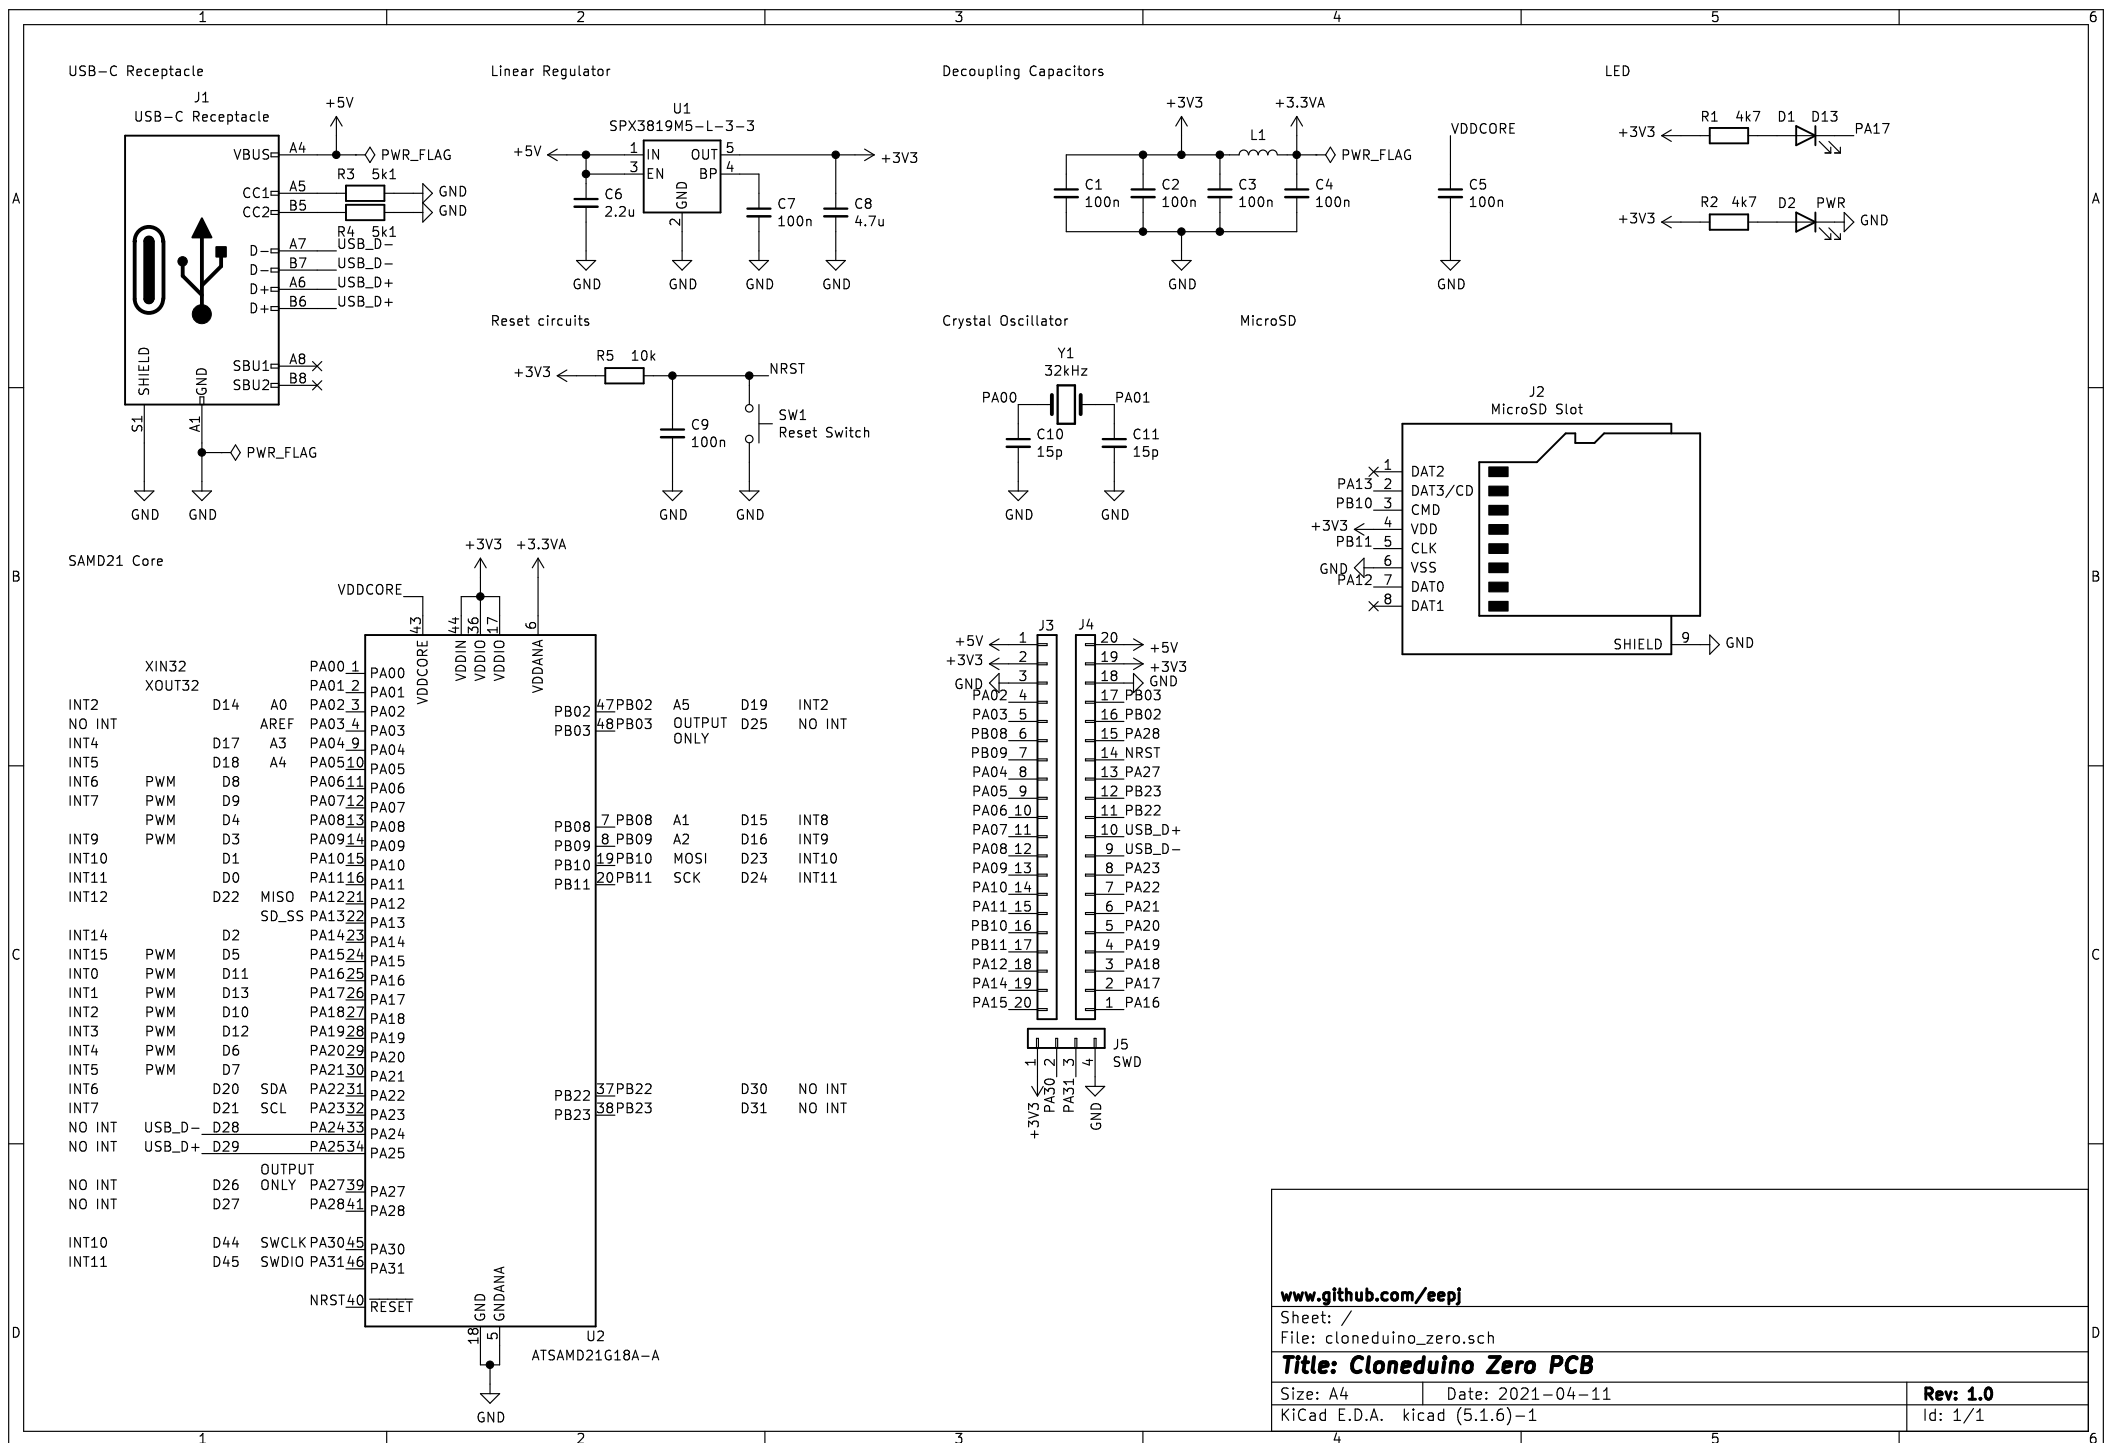 1 2 3 4 5 6
USB-C Receptacle
J1
USB-C Receptacle
+5V
VBUS A4 PWR_FLAG
R3 5k1
CC1 A5 GND
CC2 B5 GND
R4 5k1
D- A7 USB_D-
D- B7 USB_D-
D+ A6 USB_D+
D+ B6 USB_D+
SBU1 A8
SBU2 B8
SHIELD GND
S1 A1
PWR_FLAG
GND GND
Linear Regulator
U1
SPX3819M5-L-3-3
+5V 1 IN OUT 5 +3V3
3 EN BP 4
GND
2
C6
2.2u
C7
100n
C8
4.7u
GND GND GND GND
Decoupling Capacitors
+3V3 +3.3VA
L1
PWR_FLAG
C1
100n
C2
100n
C3
100n
C4
100n
GND
VDDCORE
C5
100n
GND
LED
+3V3 R1 4k7 D1 D13 PA17
+3V3 R2 4k7 D2 PWR GND
Reset circuits
+3V3 R5 10k NRST
C9
100n
SW1
Reset Switch
GND GND
Crystal Oscillator
Y1
32kHz
PA00 PA01
C10
15p
C11
15p
GND GND
MicroSD
J2
MicroSD Slot
1 DAT2
PA13 2 DAT3/CD
PB10 3 CMD
+3V3 4 VDD
PB11 5 CLK
GND 6 VSS
PA12 7 DAT0
8 DAT1
SHIELD 9 GND
SAMD21 Core
+3V3 +3.3VA
VDDCORE
43 44 36 17 6
VDDCORE VDDIN VDDIO VDDIO VDDANA
XIN32 PA00 1 PA00
XOUT32 PA01 2 PA01
INT2 D14 A0 PA02 3 PA02
NO INT AREF PA03 4 PA03
INT4 D17 A3 PA04 9 PA04
INT5 D18 A4 PA05 10 PA05
INT6 PWM D8 PA06 11 PA06
INT7 PWM D9 PA07 12 PA07
PWM D4 PA08 13 PA08
INT9 PWM D3 PA09 14 PA09
INT10 D1 PA10 15 PA10
INT11 D0 PA11 16 PA11
INT12 D22 MISO PA12 21 PA12
SD_SS PA13 22 PA13
INT14 D2 PA14 23 PA14
INT15 PWM D5 PA15 24 PA15
INT0 PWM D11 PA16 25 PA16
INT1 PWM D13 PA17 26 PA17
INT2 PWM D10 PA18 27 PA18
INT3 PWM D12 PA19 28 PA19
INT4 PWM D6 PA20 29 PA20
INT5 PWM D7 PA21 30 PA21
INT6 D20 SDA PA22 31 PA22
INT7 D21 SCL PA23 32 PA23
NO INT USB_D- D28 PA24 33 PA24
NO INT USB_D+ D29 PA25 34 PA25
OUTPUT
NO INT D26 ONLY PA27 39 PA27
NO INT D27 PA28 41 PA28
INT10 D44 SWCLK PA30 45 PA30
INT11 D45 SWDIO PA31 46 PA31
NRST 40 RESET
PB02 47 PB02 A5 D19 INT2
PB03 48 PB03 OUTPUT D25 NO INT
ONLY
PB08 7 PB08 A1 D15 INT8
PB09 8 PB09 A2 D16 INT9
PB10 19 PB10 MOSI D23 INT10
PB11 20 PB11 SCK D24 INT11
PB22 37 PB22 D30 NO INT
PB23 38 PB23 D31 NO INT
GND GNDANA
18 5
U2
ATSAMD21G18A-A
GND
J3 J4
+5V 1 20 +5V
+3V3 2 19 +3V3
GND 3 18 GND
PA02 4 17 PB03
PA03 5 16 PB02
PB08 6 15 PA28
PB09 7 14 NRST
PA04 8 13 PA27
PA05 9 12 PB23
PA06 10 11 PB22
PA07 11 10 USB_D+
PA08 12 9 USB_D-
PA09 13 8 PA23
PA10 14 7 PA22
PA11 15 6 PA21
PB10 16 5 PA20
PB11 17 4 PA19
PA12 18 3 PA18
PA14 19 2 PA17
PA15 20 1 PA16
J5
SWD
1 2 3 4
+3V3 PA30 PA31 GND
A A
B B
C C
D D
www.github.com/eepj
Sheet: /
File: cloneduino_zero.sch
Title: Cloneduino Zero PCB
Size: A4 Date: 2021-04-11 Rev: 1.0
KiCad E.D.A. kicad (5.1.6)-1 Id: 1/1
1 2 3 4 5 6